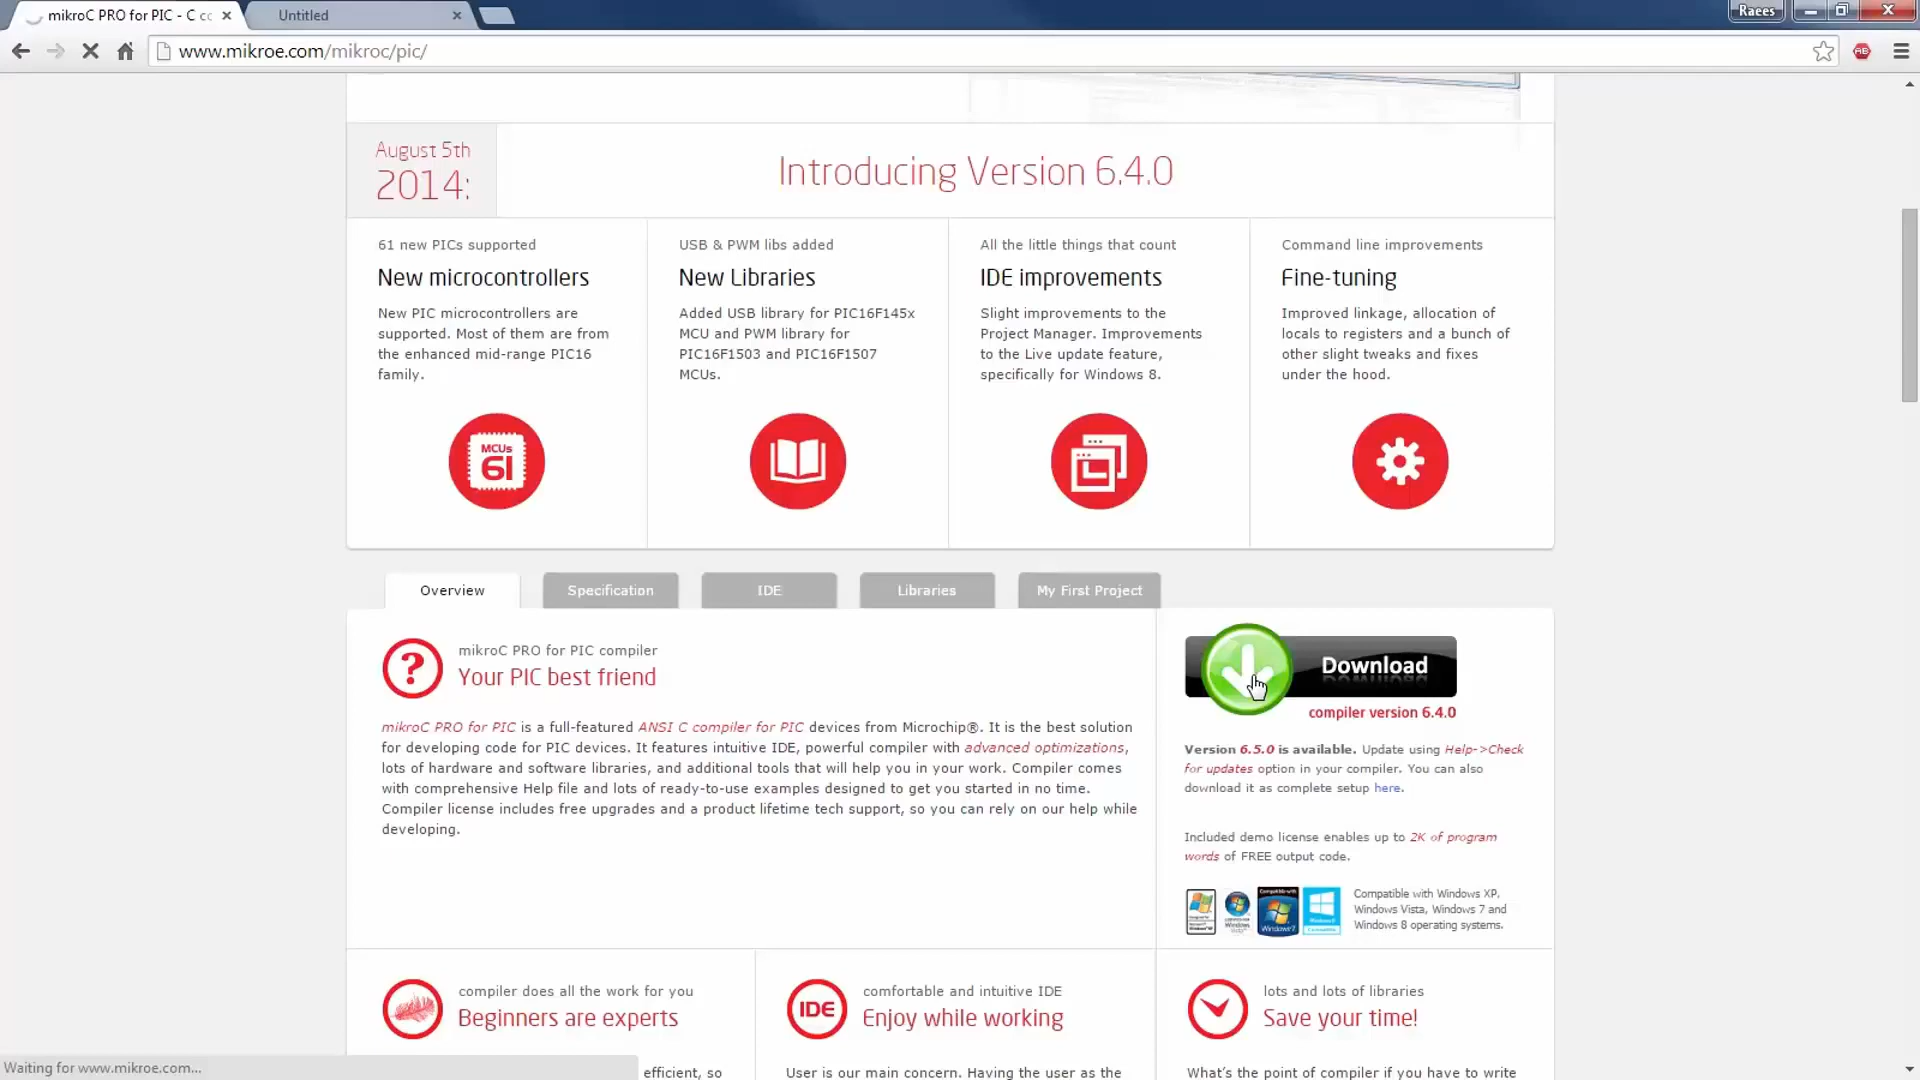 mikroC PRO for PIC - C cc
Untitled
Raees
www.mikroe.com/mikroc/pic/
August 5th
2014:
Introducing Version 6.4.0
61 new PICs supported
New microcontrollers
New PIC microcontrollers are
supported. Most of them are from
the enhanced mid-range PIC16
family.
MCUs
61
USB & PWM libs added
New Libraries
Added USB library for PIC16F145x
MCU and PWM library for
PIC16F1503 and PIC16F1507
MCUs.
All the little things that count
IDE improvements
Slight improvements to the
Project Manager. Improvements
to the Live update feature,
specifically for Windows 8.
Command line improvements
Fine-tuning
Improved linkage, allocation of
locals to registers and a bunch of
other slight tweaks and fixes
under the hood.
Overview
Specification
IDE
Libraries
My First Project
mikroC PRO for PIC compiler
Your PIC best friend
mikroC PRO for PIC is a full-featured ANSI C compiler for PIC devices from Microchip®. It is the best solution
for developing code for PIC devices. It features intuitive IDE, powerful compiler with advanced optimizations,
lots of hardware and software libraries, and additional tools that will help you in your work. Compiler comes
with comprehensive Help file and lots of ready-to-use examples designed to get you started in no time.
Compiler license includes free upgrades and a product lifetime tech support, so you can rely on our help while
developing.
Download
compiler version 6.4.0
Version 6.5.0 is available. Update using Help->Check
for updates option in your compiler. You can also
download it as complete setup here.
Included demo license enables up to 2K of program
words of FREE output code.
Compatible with Windows XP,
Windows Vista, Windows 7 and
Windows 8 operating systems.
compiler does all the work for you
Beginners are experts
efficient, so
IDE
comfortable and intuitive IDE
Enjoy while working
User is our main concern. Having the user as the
lots and lots of libraries
Save your time!
What's the point of compiler if you have to write
Waiting for www.mikroe.com...